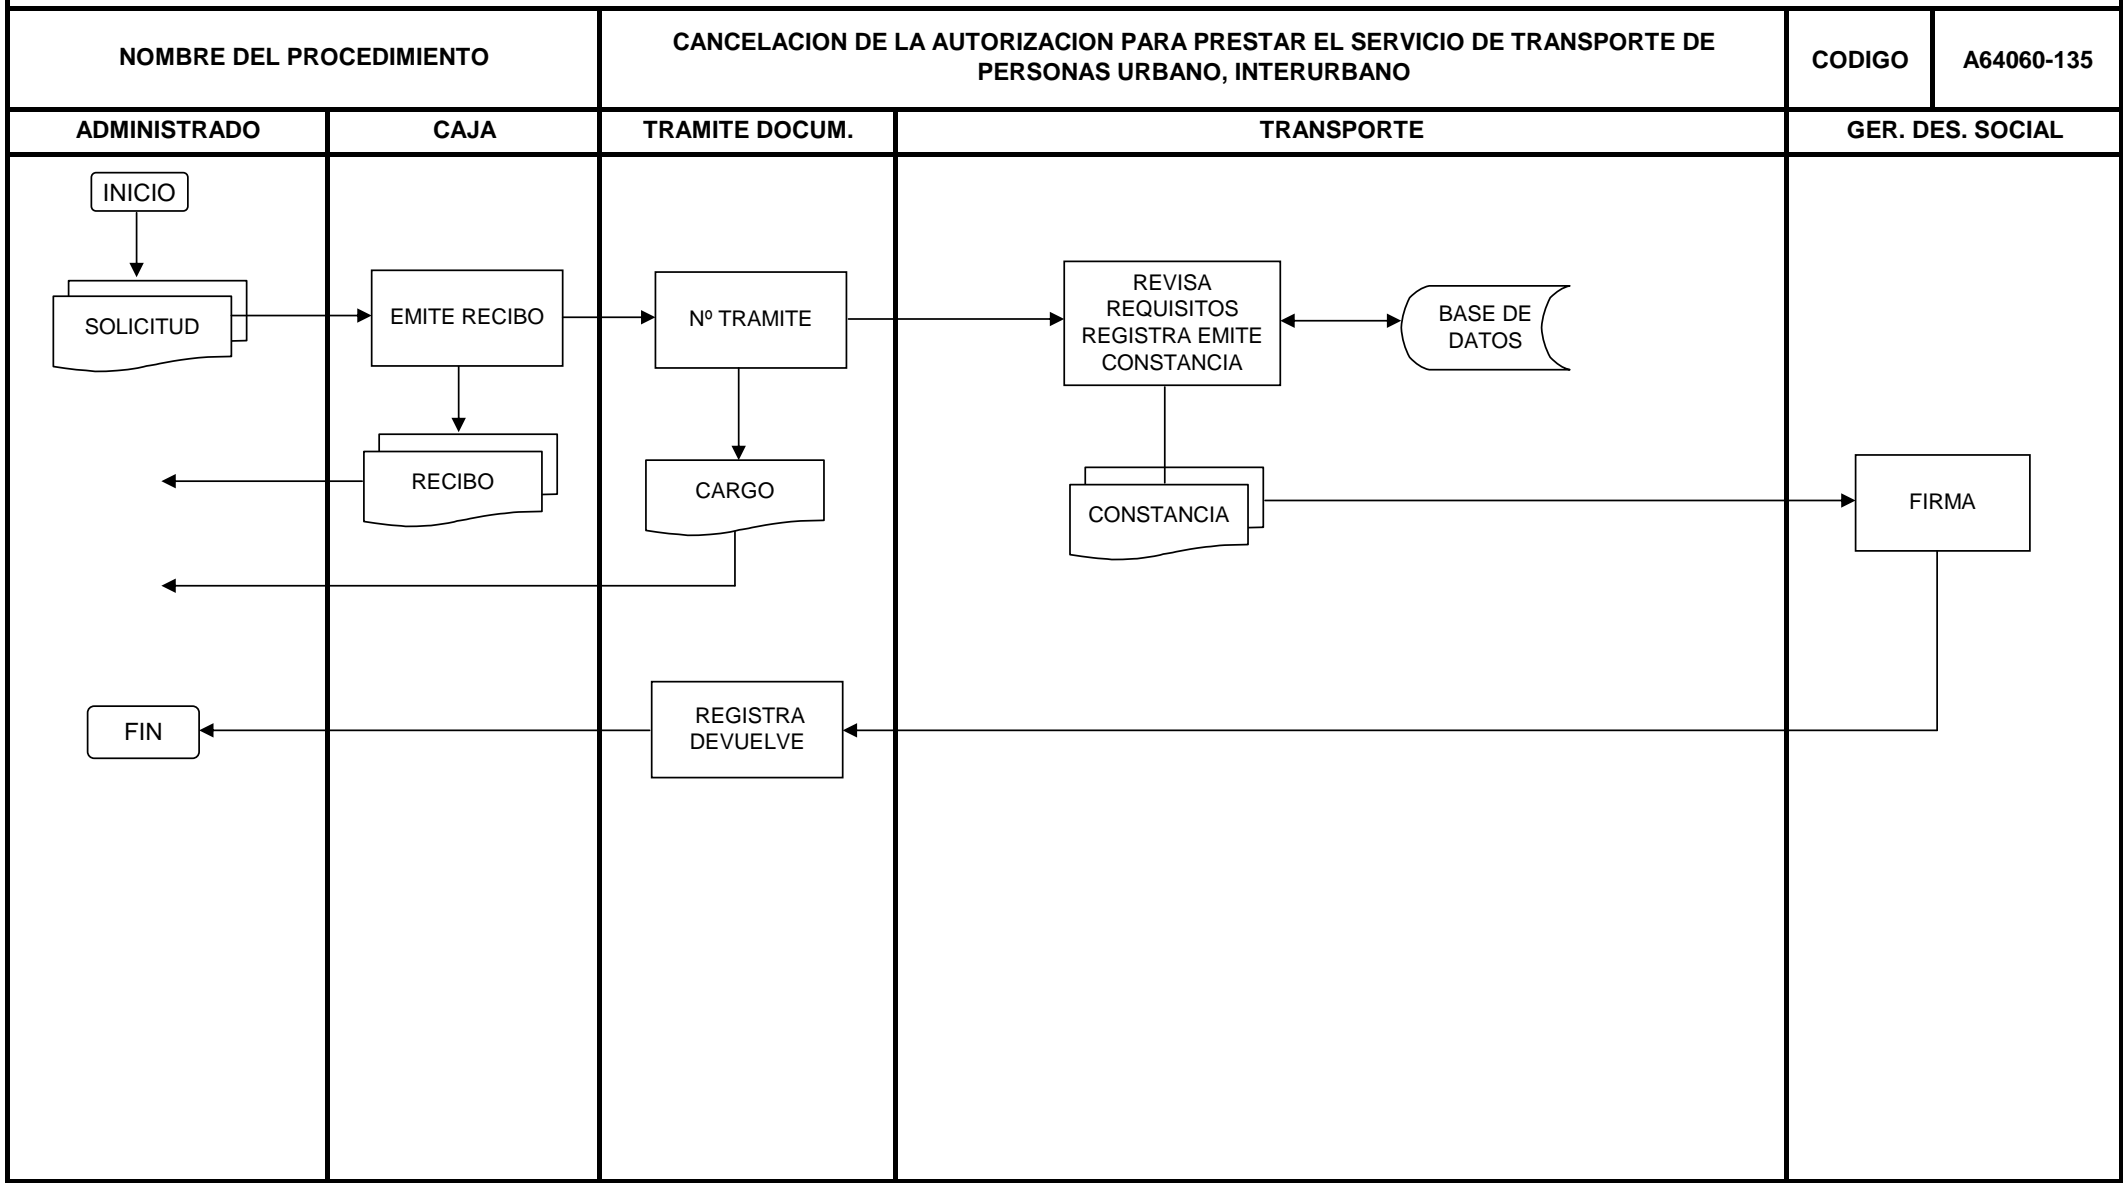 NOMBRE DEL PROCEDIMIENTO
CANCELACION DE LA AUTORIZACION PARA PRESTAR EL SERVICIO DE TRANSPORTE DE
PERSONAS URBANO, INTERURBANO
CODIGO
A64060-135
ADMINISTRADO
CAJA
TRAMITE DOCUM.
TRANSPORTE
GER. DES. SOCIAL
INICIO
SOLICITUD
EMITE RECIBO
Nº TRAMITE
REVISA
REQUISITOS
REGISTRA EMITE
CONSTANCIA
BASE DE
DATOS
RECIBO
CARGO
CONSTANCIA
FIRMA
FIN
REGISTRA
DEVUELVE